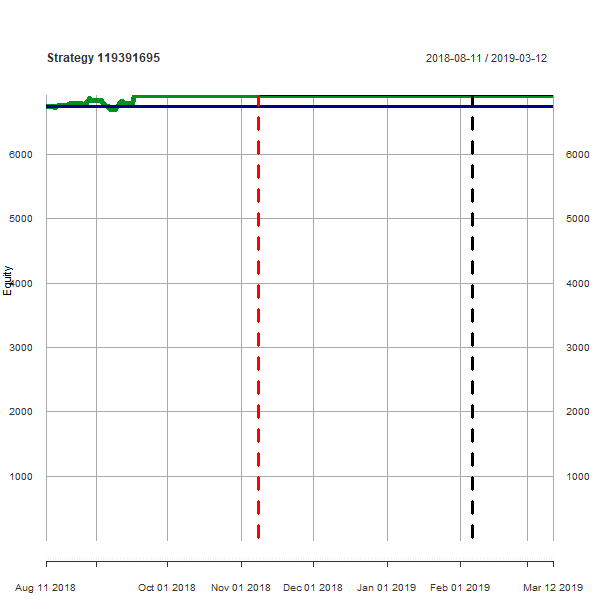 Strategy 119391695
2018-08-11 / 2019-03-12
6000
6000
5000
5000
Equity
4000
4000
3000
3000
2000
2000
1000
1000
Aug 11 2018
Oct 01 2018
Nov 01 2018
Dec 01 2018
Jan 01 2019
Feb 01 2019
Mar 12 2019